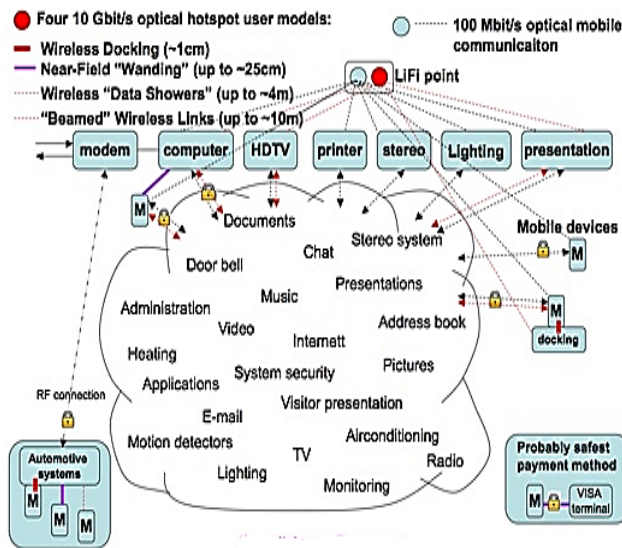 Four 10 Gbit/s optical hotspot user models:
Wireless Docking (~1cm)
Near-Field "Wanding" (up to ~25cm)
Wireless "Data Showers" (up to ~4m)
"Beamed" Wireless Links (up to ~10m)
100 Mbit/s optical mobile
communicaiton
LiFi point
modem
computer
HDTV
printer
stereo
Lighting
presentation
M
Documents
Stereo system
Mobile devices
M
Chat
Door bell
Music
Presentations
Administration
Video
Address book
M
docking
Internett
Heating
System security
Pictures
Applications
RF connection
Visitor presentation
E-mail
Motion detectors
Airconditioning
TV
Radio
Lighting
Monitoring
Automotive
systems
M
M
M
Probably safest
payment method
M
VISA
terminal